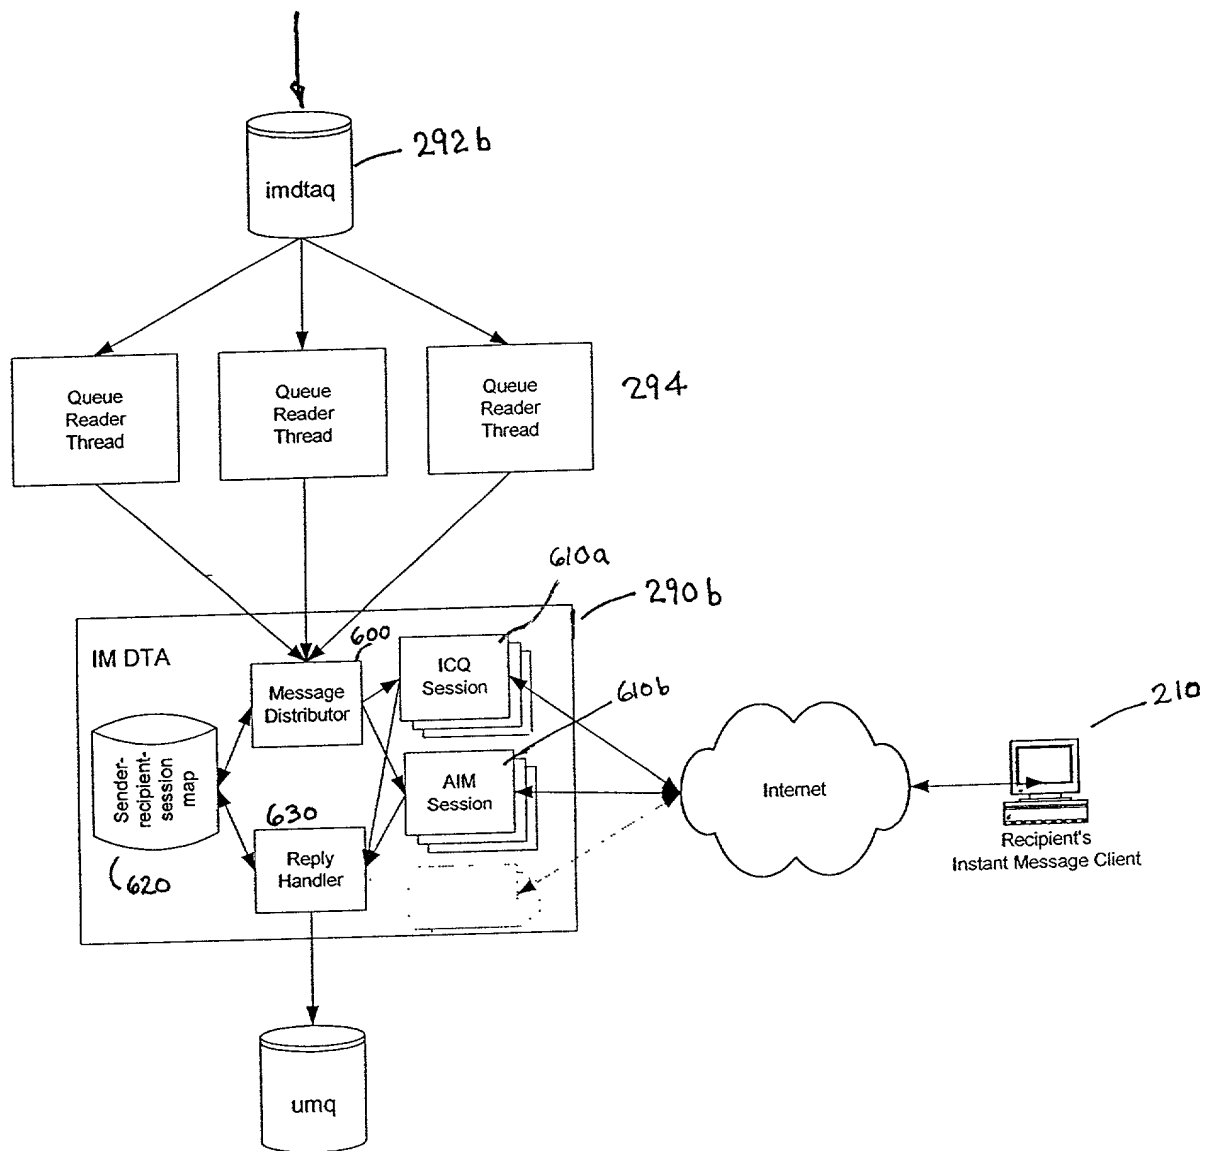 292b
imdtaq
Queue
Reader
Thread
Queue
Reader
Thread
Queue
Reader
Thread
294
610a
290b
IM DTA
600
Message
Distributor
ICQ
Session
610b
210
Sender-
recipient-
session
map
AIM
Session
Internet
630
Reply
Handler
620
Recipient's
Instant Message Client
umq